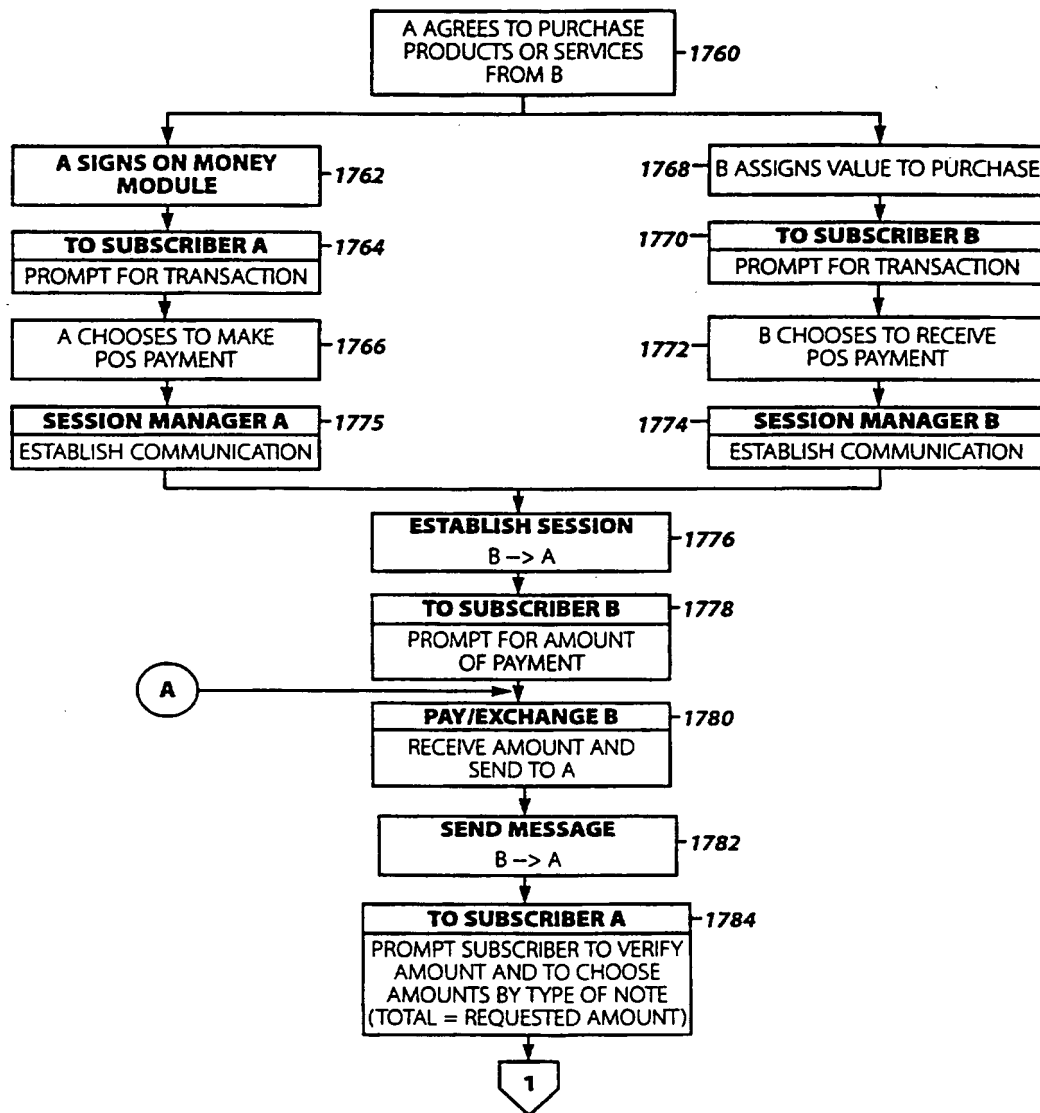 A AGREES TO PURCHASE
PRODUCTS OR SERVICES
FROM B
1760
A SIGNS ON MONEY
MODULE
1762
1768
B ASSIGNS VALUE TO PURCHASE
TO SUBSCRIBER A
1764
PROMPT FOR TRANSACTION
1770
TO SUBSCRIBER B
PROMPT FOR TRANSACTION
A CHOOSES TO MAKE
POS PAYMENT
1766
1772
B CHOOSES TO RECEIVE
POS PAYMENT
SESSION MANAGER A
1775
ESTABLISH COMMUNICATION
1774
SESSION MANAGER B
ESTABLISH COMMUNICATION
ESTABLISH SESSION
B –> A
1776
TO SUBSCRIBER B
1778
PROMPT FOR AMOUNT
OF PAYMENT
A
PAY/EXCHANGE B
1780
RECEIVE AMOUNT AND
SEND TO A
SEND MESSAGE
B –> A
1782
TO SUBSCRIBER A
1784
PROMPT SUBSCRIBER TO VERIFY
AMOUNT AND TO CHOOSE
AMOUNTS BY TYPE OF NOTE
(TOTAL = REQUESTED AMOUNT)
1